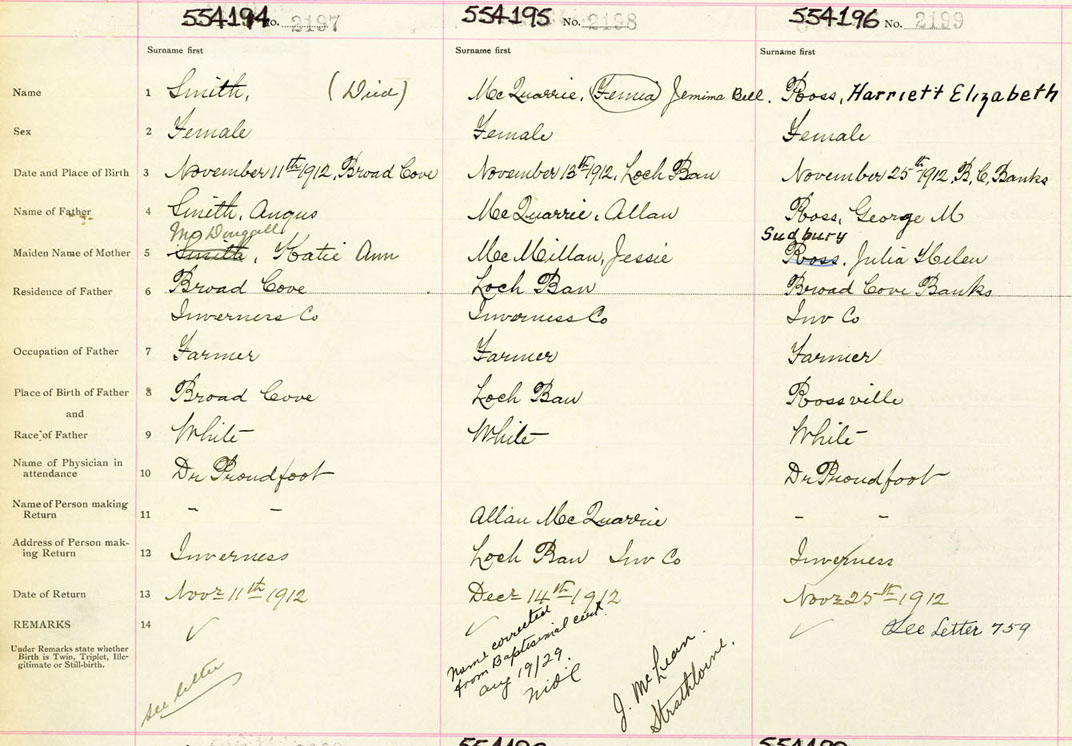 554194 No. 2197 554195 No. 2198 554196 No. 2199
Surname first Surname first Surname first
Name 1 Smith, (Died) McQuarrie, Femia Jemima Bell. Ross, Harriett Elizabeth
Sex 2 Female Female Female
Date and Place of Birth 3 November 11th 1912, Broad Cove November 13th 1912, Loch Ban November 25th 1912, B, C, Banks
Name of Father 4 Smith, Angus McQuarrie, Allan Ross, George M
McDougall Sudbury
Maiden Name of Mother 5 Smith, Katie Ann McMillan, Jessie Ross. Julia Helen
Residence of Father 6 Broad Cove Loch Ban Broad Cove Banks
Inverness Co Inverness Co Inv Co
Occupation of Father 7 Farmer Farmer Farmer
Place of Birth of Father 8 Broad Cove Loch Ban Rossville
and
Race of Father 9 White White White
Name of Physician in
attendance 10 Dr Proudfoot Dr Proudfoot
Name of Person making
Return 11 - - Allan McQuarrie - -
Address of Person mak-
ing Return 12 Inverness Loch Ban Inv Co Inverness
Date of Return 13 Novr 11th 1912 Decr 14th 1912 Novr 25th 1912
REMARKS 14 See Letter 759
Under Remarks state whether
Birth is Twin, Triplet, Ille-
gitimate or Still-birth.
see letter
Name corrected
from Baptismal cert.
Aug 19/29
J. McLean.
Strathlorne.
554196 554199